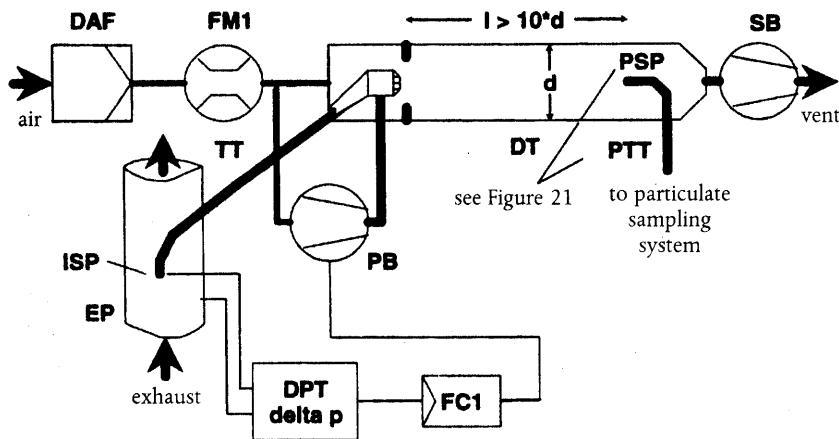 DAF
FM1
l > 10*d
SB
PSP
d
air
vent
TT
DT
PTT
see Figure 21
to particulate
sampling
system
ISP
PB
EP
exhaust
DPT
delta p
FC1